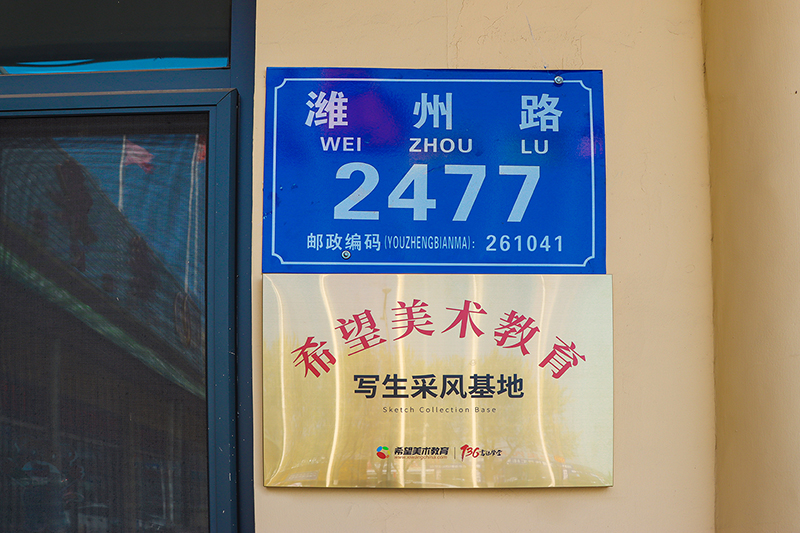 潍 州 路
WEI ZHOU LU
2477
邮政编码(YOUZHENGBIANMA): 261041
希望美术教育
写生采风基地
Sketch Collection Base
希望美术教育